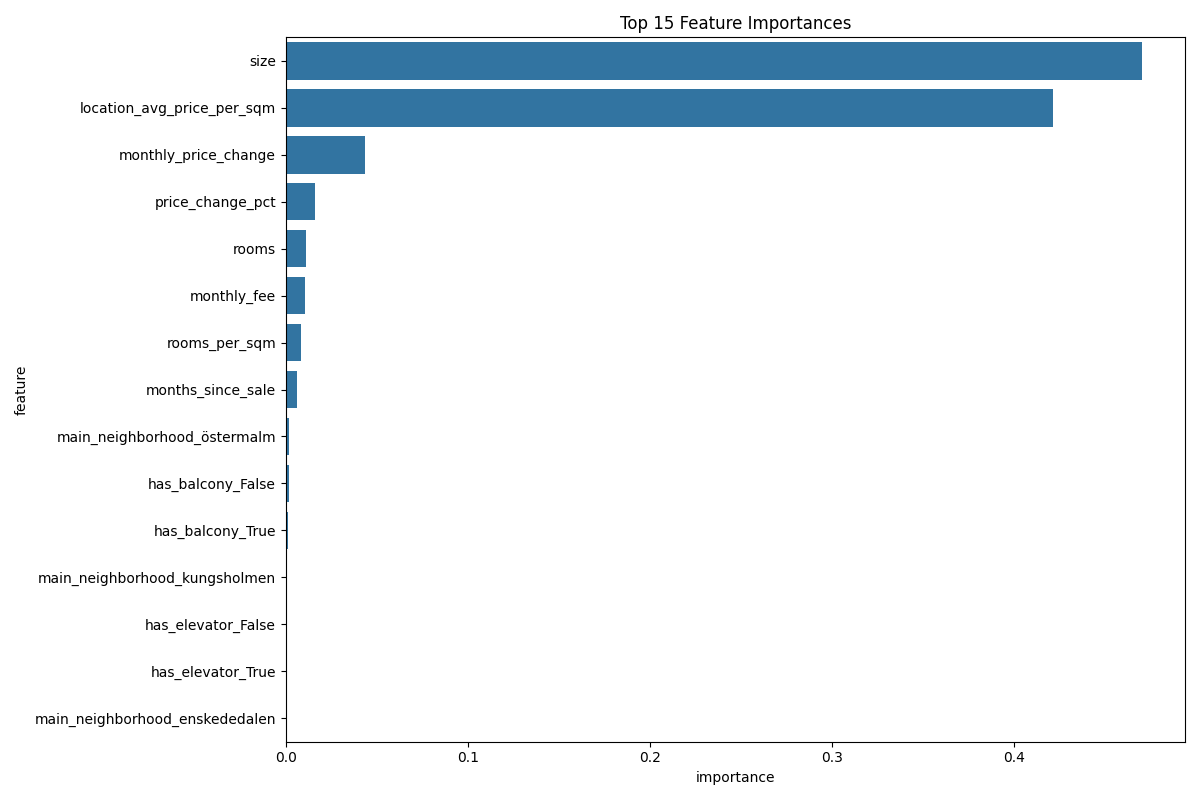 Top 15 Feature Importances
feature
size
location_avg_price_per_sqm
monthly_price_change
price_change_pct
rooms
monthly_fee
rooms_per_sqm
months_since_sale
main_neighborhood_östermalm
has_balcony_False
has_balcony_True
main_neighborhood_kungsholmen
has_elevator_False
has_elevator_True
main_neighborhood_enskededalen
0.0 0.1 0.2 0.3 0.4
importance